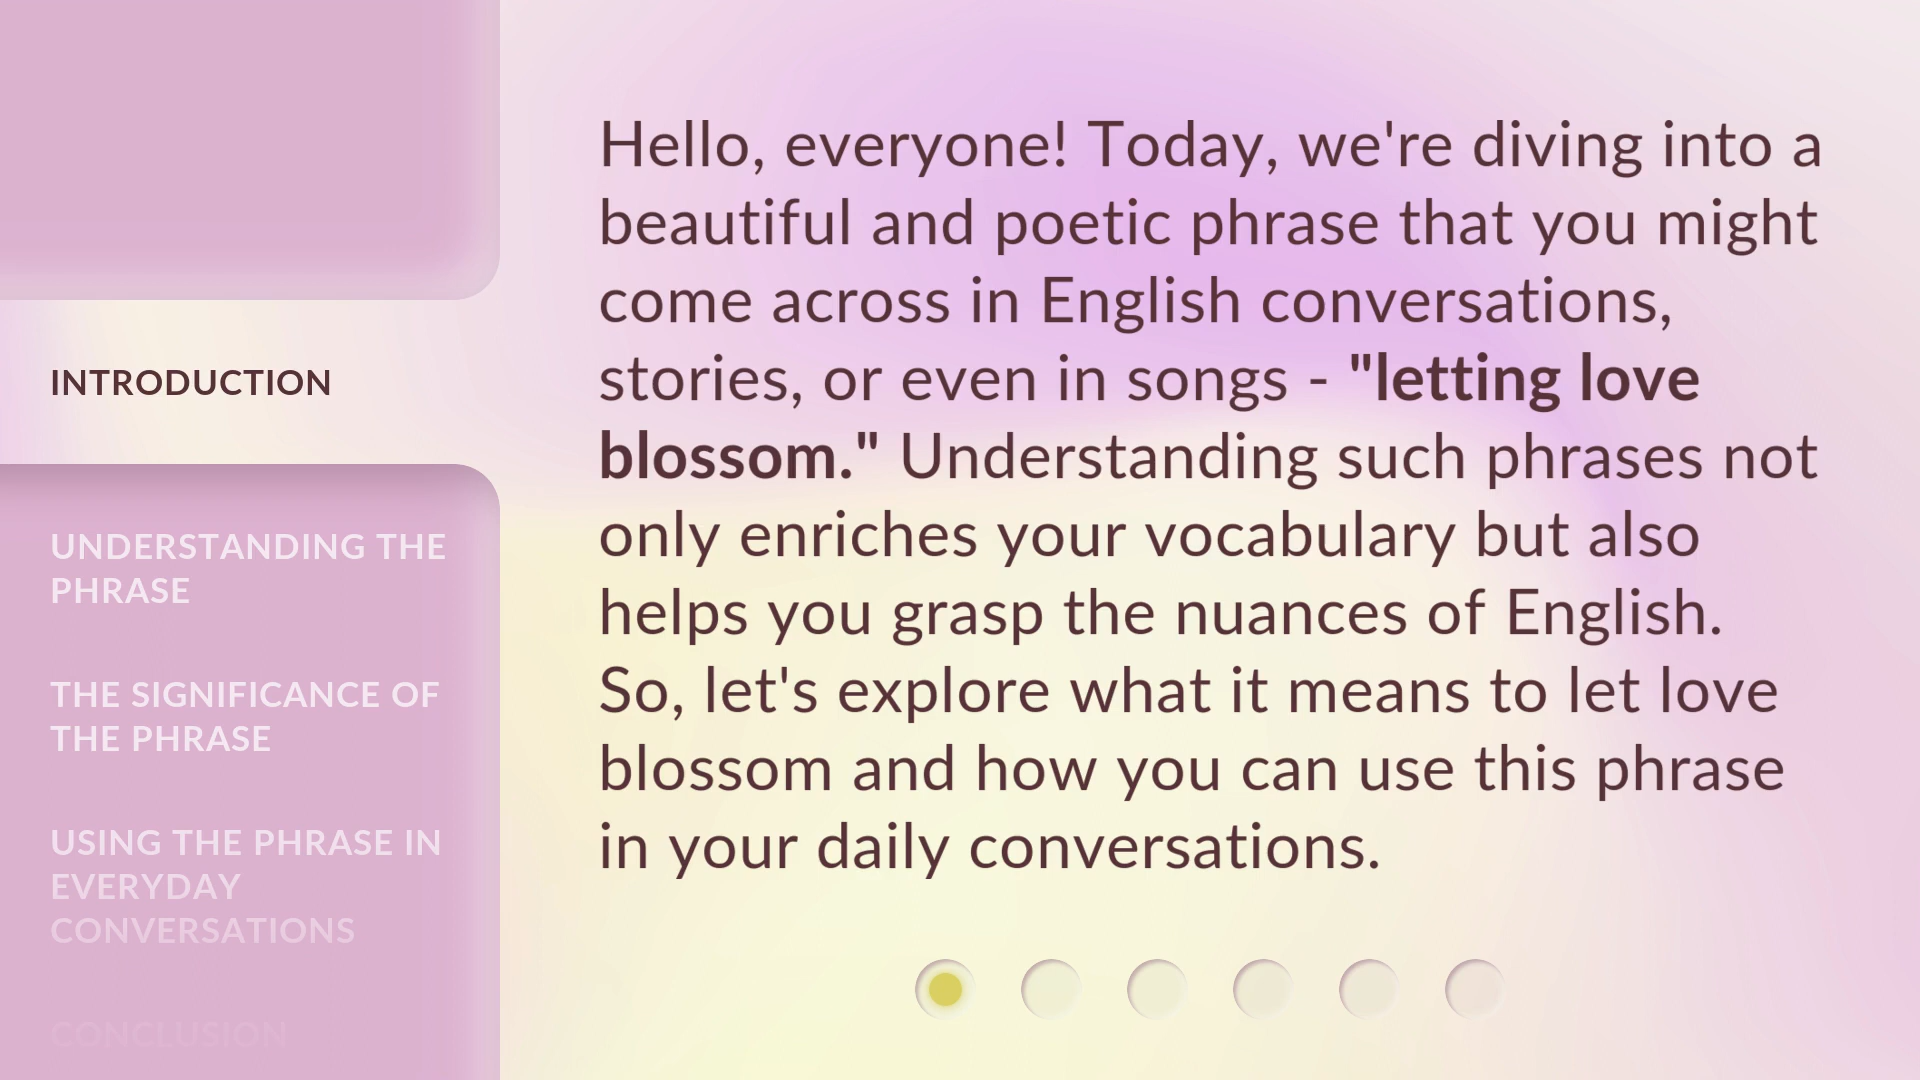 INTRODUCTION
UNDERSTANDING THE
PHRASE
THE SIGNIFICANCE OF
THE PHRASE
USING THE PHRASE IN
EVERYDAY
CONVERSATIONS
CONCLUSION
Hello, everyone! Today, we're diving into a
beautiful and poetic phrase that you might
come across in English conversations,
stories, or even in songs - "letting love
blossom." Understanding such phrases not
only enriches your vocabulary but also
helps you grasp the nuances of English.
So, let's explore what it means to let love
blossom and how you can use this phrase
in your daily conversations.